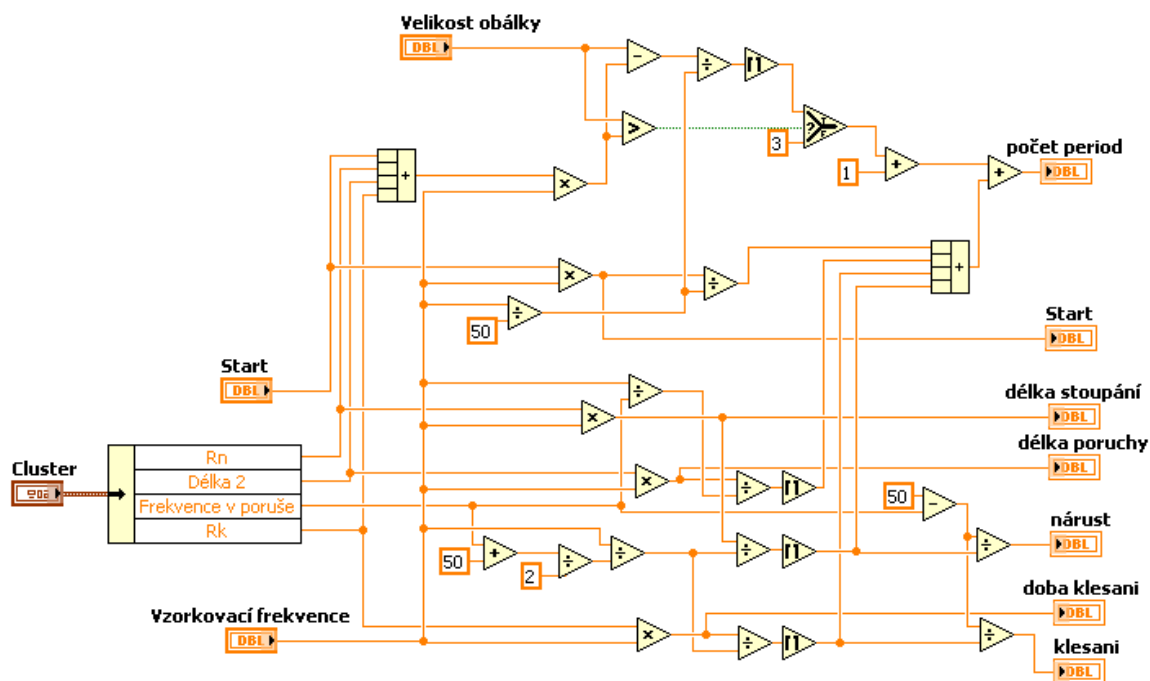 Velikost obálky
DBL
3
1
počet period
DBL
50
Start
DBL
Start
DBL
délka stoupání
DBL
délka poruchy
DBL
Cluster
Rn
Délka 2
Frekvence v poruše
Rk
50
nárust
DBL
50
2
doba klesani
DBL
Vzorkovací frekvence
DBL
klesani
DBL